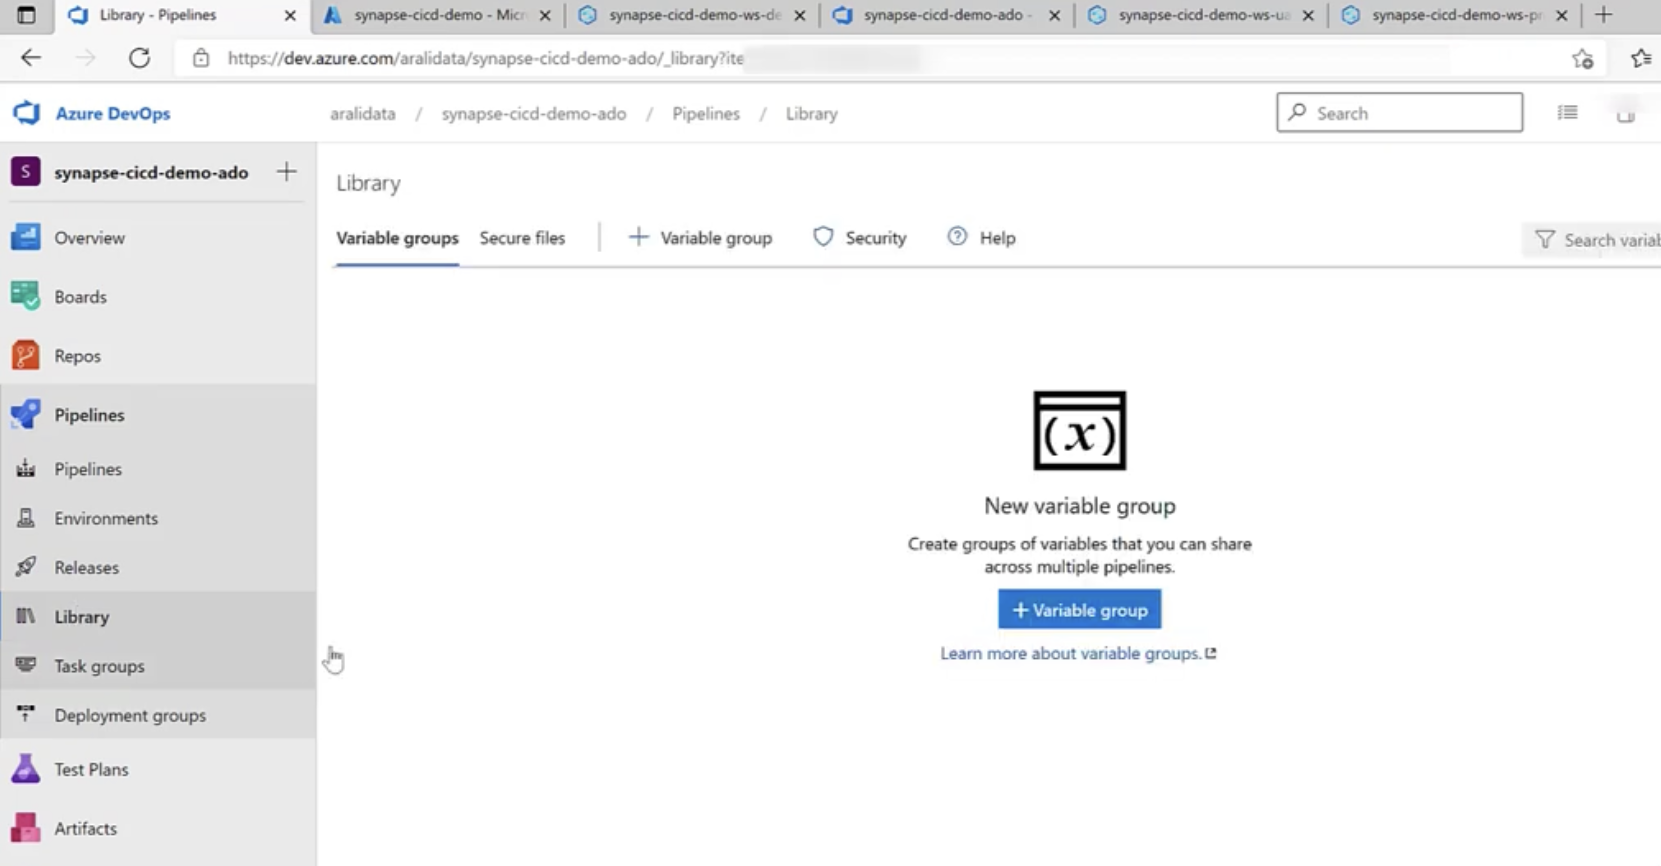 Library - Pipelines
synapse-cicd-demo - Micr
synapse-cicd-demo-ws-de
synapse-cicd-demo-ado -
synapse-cicd-demo-ws-ua
synapse-cicd-demo-ws-pr
https://dev.azure.com/aralidata/synapse-cicd-demo-ado/_library?ite
Azure DevOps
aralidata / synapse-cicd-demo-ado / Pipelines / Library
Search
S
synapse-cicd-demo-ado
Overview
Boards
Repos
Pipelines
Pipelines
Environments
Releases
Library
Task groups
Deployment groups
Test Plans
Artifacts
Library
Variable groups
Secure files
+ Variable group
Security
? Help
Search variab
(x)
New variable group
Create groups of variables that you can share
across multiple pipelines.
+ Variable group
Learn more about variable groups.